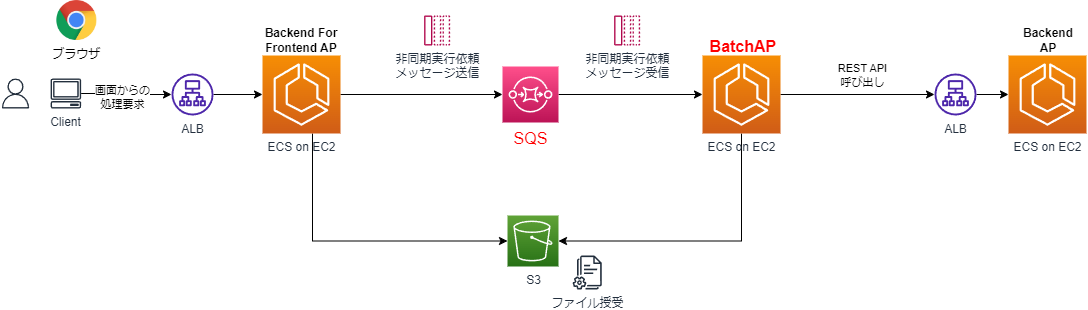 ブラウザ
Client
画面からの
処理要求
ALB
Backend For
Frontend AP
ECS on EC2
非同期実行依頼
メッセージ送信
SQS
非同期実行依頼
メッセージ受信
BatchAP
ECS on EC2
REST API
呼び出し
ALB
Backend
AP
ECS on EC2
S3
ファイル授受